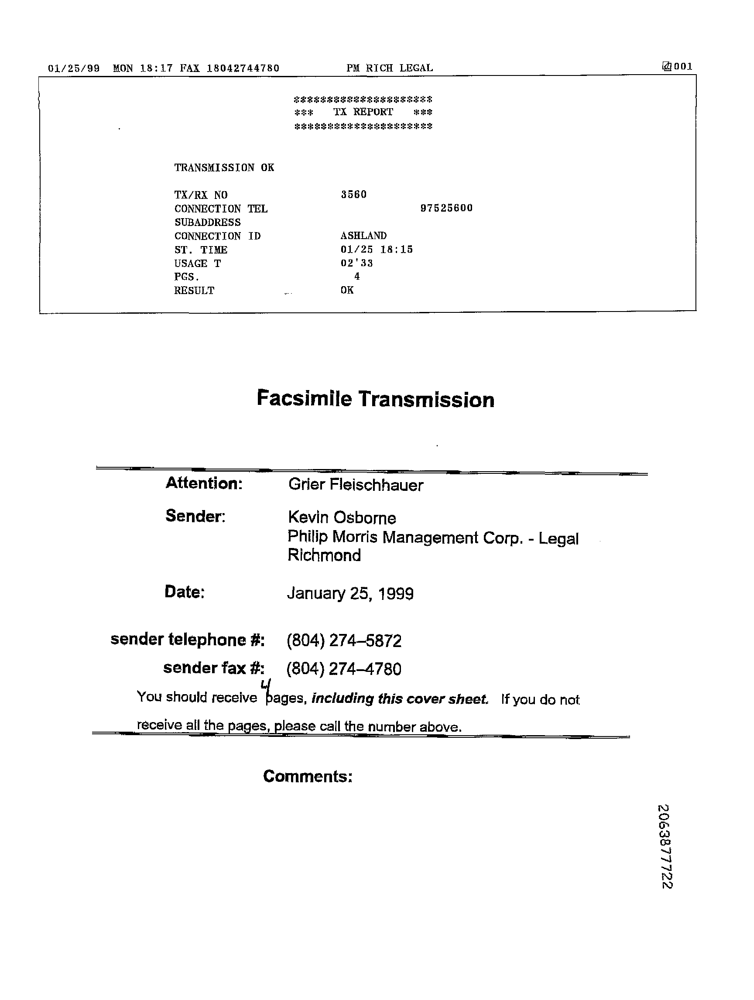 01/25/99 MON 18:17 FAX 18042744780 PM RICH LEGAL 001
*********************
*** TX REPORT ***
*********************
TRANSMISSION OK
TX/RX NO 3560
CONNECTION TEL 97525600
SUBADDRESS
CONNECTION ID ASHLAND
ST. TIME 01/25 18:15
USAGE T 02'33
PGS. 4
RESULT OK
Facsimile Transmission
Attention: Grier Fleischhauer
Sender: Kevin Osborne
Philip Morris Management Corp. - Legal
Richmond
Date: January 25, 1999
sender telephone #: (804) 274–5872
sender fax #: (804) 274–4780
You should receive 4 pages, including this cover sheet. If you do not
receive all the pages, please call the number above.
Comments:
2063877722